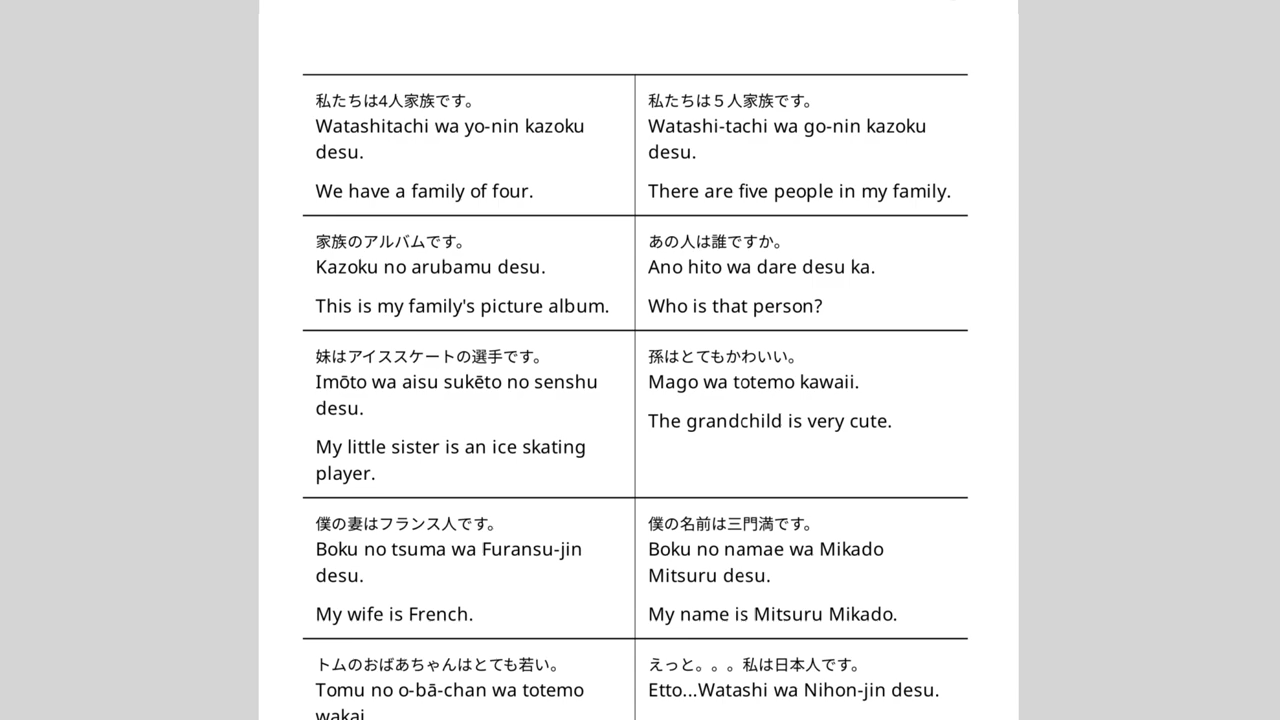 私たちは4人家族です。
Watashitachi wa yo-nin kazoku
desu.
We have a family of four.
私たちは５人家族です。
Watashi-tachi wa go-nin kazoku
desu.
There are five people in my family.
家族のアルバムです。
Kazoku no arubamu desu.
This is my family's picture album.
あの人は誰ですか。
Ano hito wa dare desu ka.
Who is that person?
妹はアイススケートの選手です。
Imōto wa aisu sukēto no senshu
desu.
My little sister is an ice skating
player.
孫はとてもかわいい。
Mago wa totemo kawaii.
The grandchild is very cute.
僕の妻はフランス人です。
Boku no tsuma wa Furansu-jin
desu.
My wife is French.
僕の名前は三門満です。
Boku no namae wa Mikado
Mitsuru desu.
My name is Mitsuru Mikado.
トムのおばあちゃんはとても若い。
Tomu no o-bā-chan wa totemo
wakai
えっと。。。私は日本人です。
Etto...Watashi wa Nihon-jin desu.